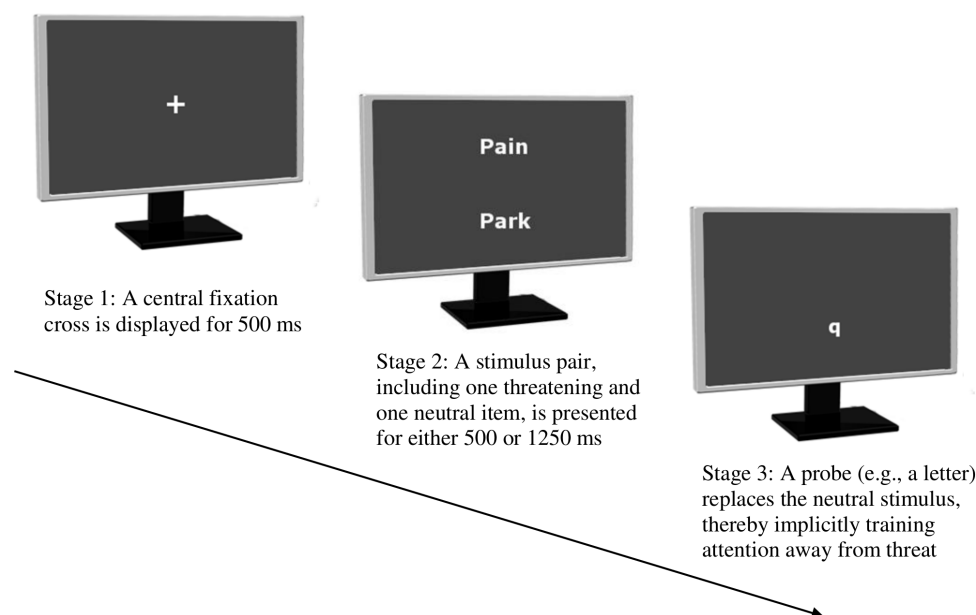 +
Pain
Park
q
Stage 1: A central fixation
cross is displayed for 500 ms
Stage 2: A stimulus pair,
including one threatening and
one neutral item, is presented
for either 500 or 1250 ms
Stage 3: A probe (e.g., a letter)
replaces the neutral stimulus,
thereby implicitly training
attention away from threat